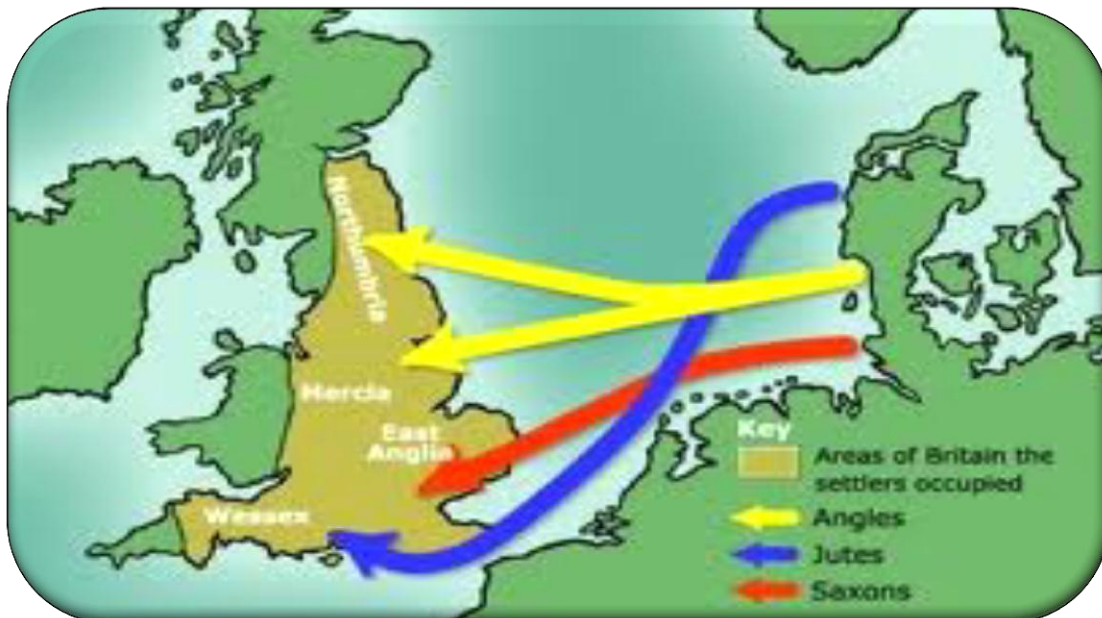 Northumbria
Mercia
East
Anglia
Wessex
Key
Areas of Britain the
settlers occupied
Angles
Jutes
Saxons